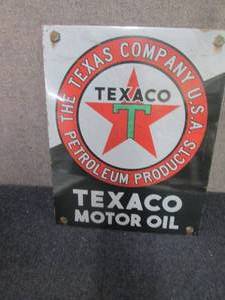 THE TEXAS COMPANY U.S.A.
TEXACO
T
PETROLEUM PRODUCTS
TEXACO
MOTOR OIL